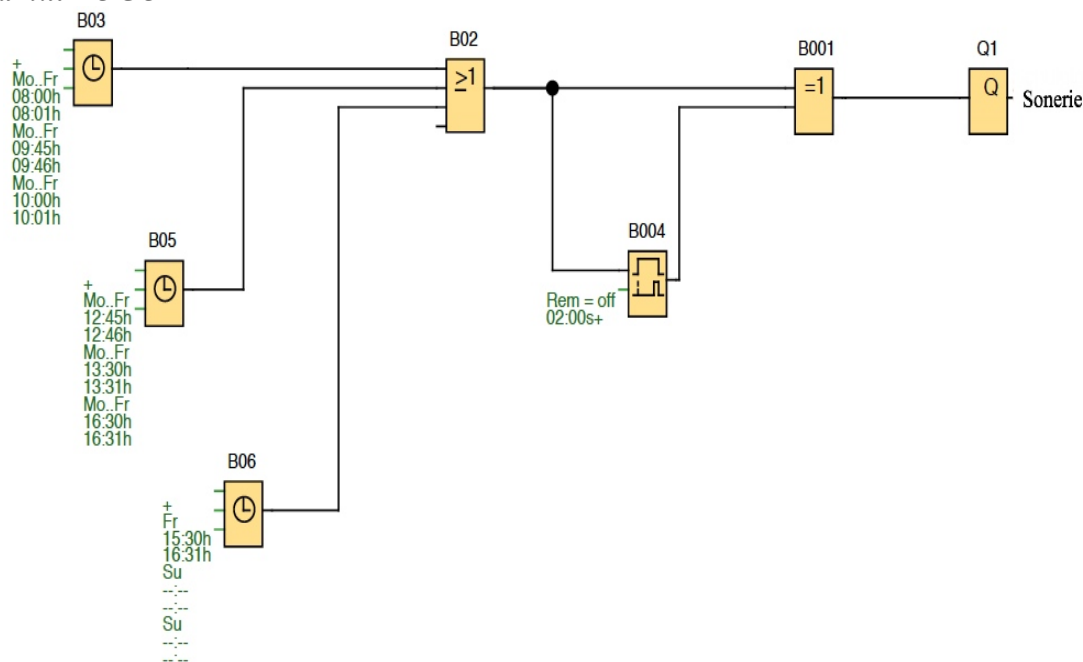 B03
+
Mo..Fr
08:00h
08:01h
Mo..Fr
09:45h
09:46h
Mo..Fr
10:00h
10:01h
B02
≥1
B001
=1
Q1
Q
Sonerie
B05
+
Mo..Fr
12:45h
12:46h
Mo..Fr
13:30h
13:31h
Mo..Fr
16:30h
16:31h
B004
Rem = off
02:00s+
B06
+
Fr
15:30h
16:31h
Su
--:--
--:--
Su
--:--
--:--